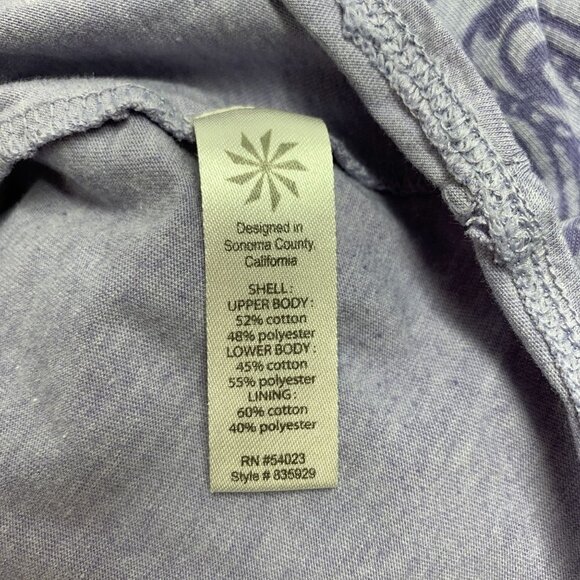 Designed in
Sonoma County
California
SHELL :
UPPER BODY :
52% cotton
48% polyester
LOWER BODY :
45% cotton
55% polyester
LINING :
60% cotton
40% polyester
RN #54023
Style # 835929